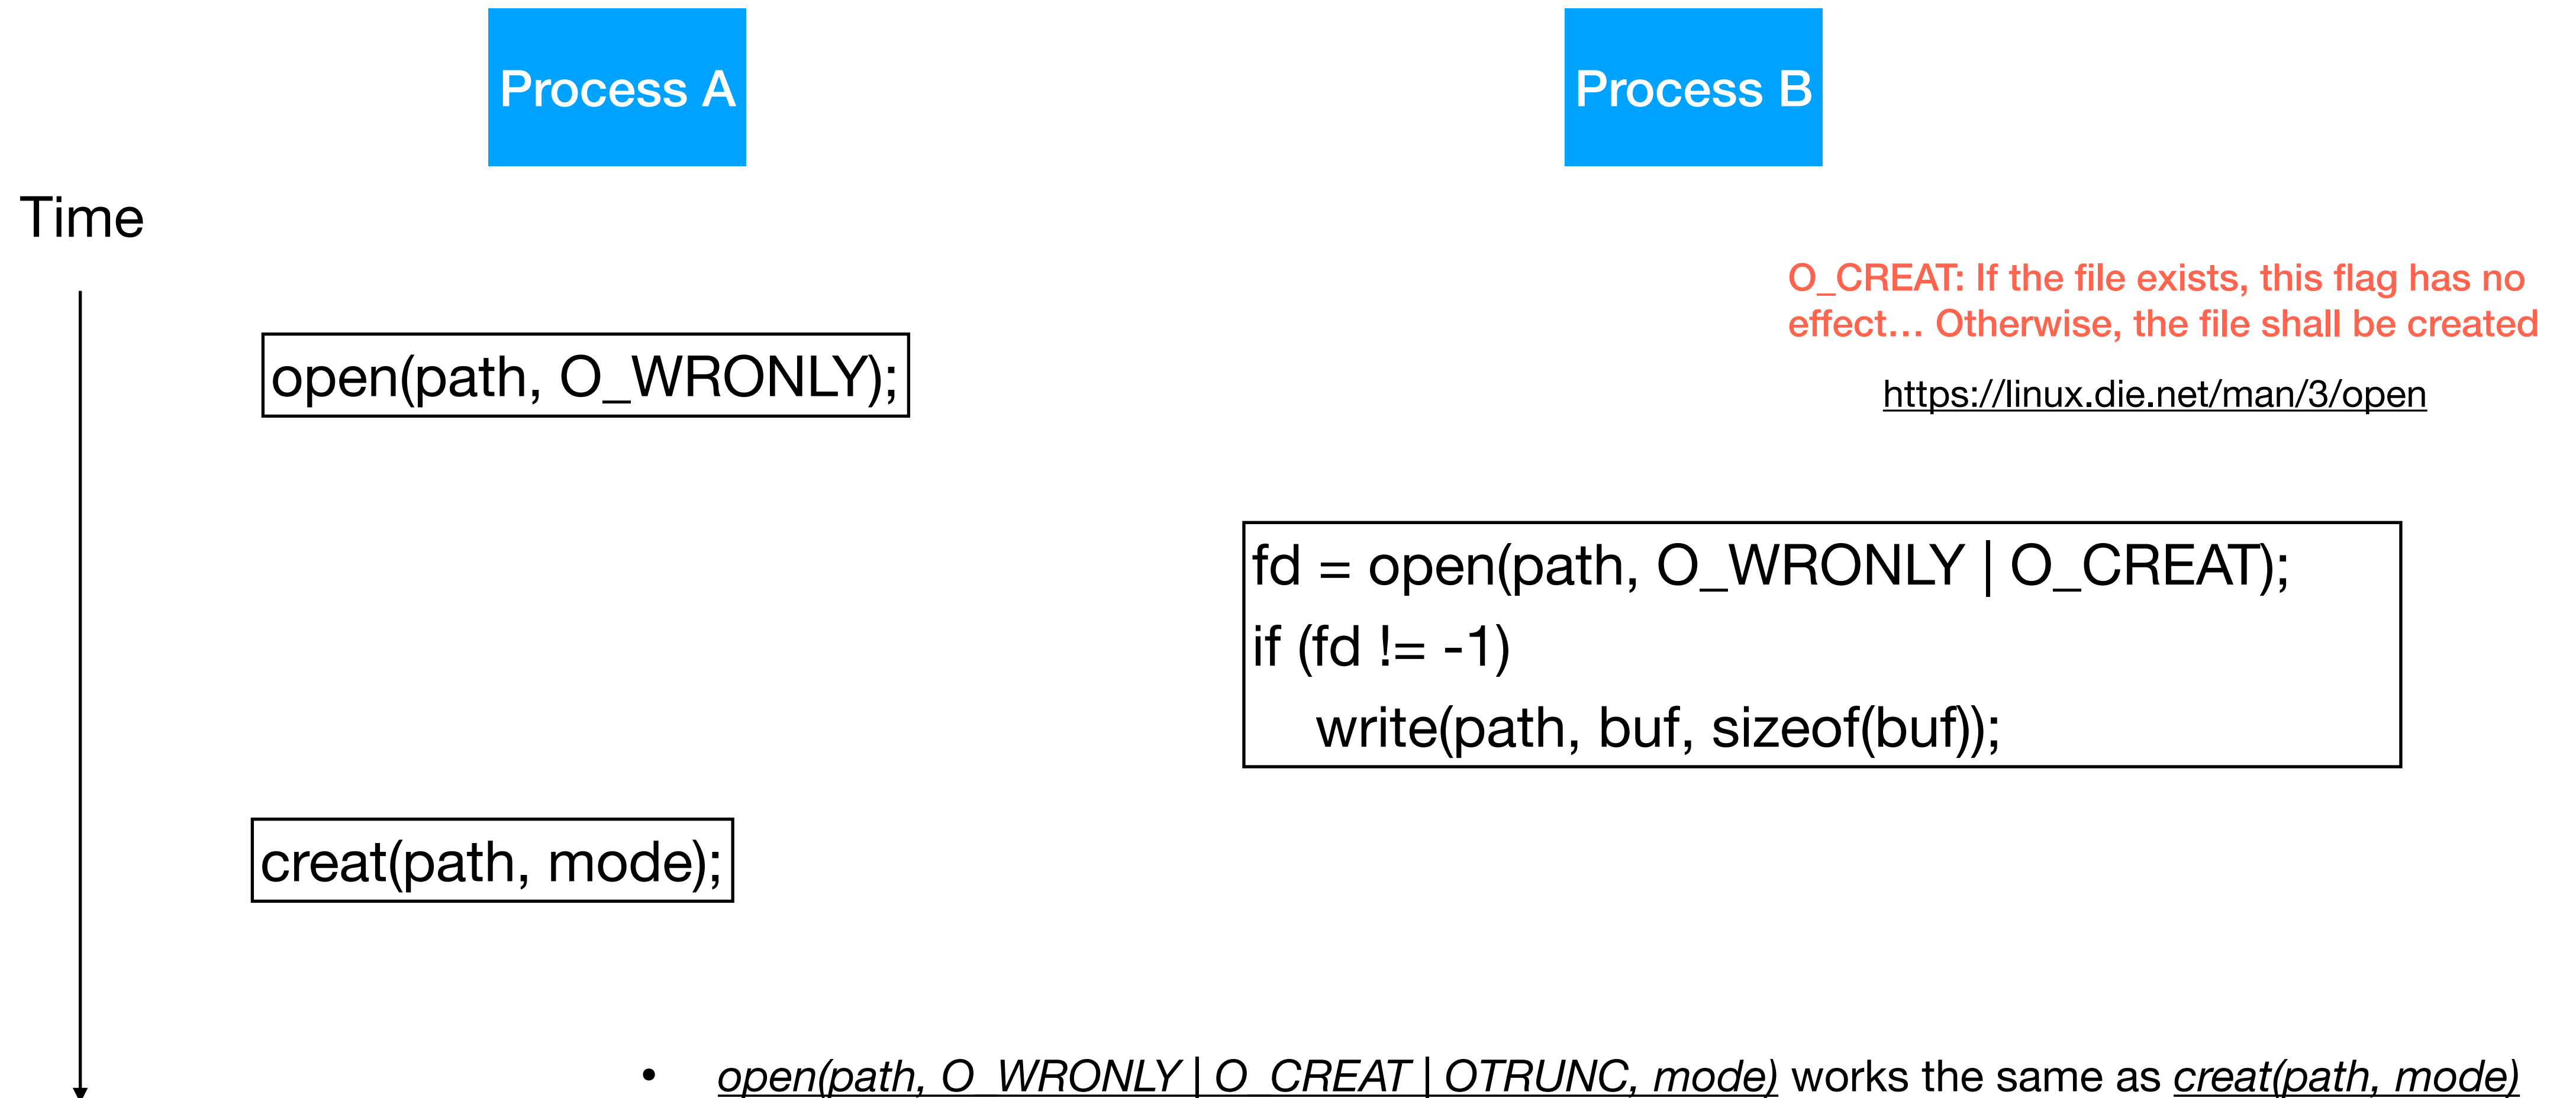 Process A
Process B
Time
O_CREAT: If the file exists, this flag has no
effect… Otherwise, the file shall be created
open(path, O_WRONLY);
https://linux.die.net/man/3/open
fd = open(path, O_WRONLY | O_CREAT);
if (fd != -1)
write(path, buf, sizeof(buf));
creat(path, mode);
• open(path, O_WRONLY | O_CREAT | OTRUNC, mode) works the same as creat(path, mode)